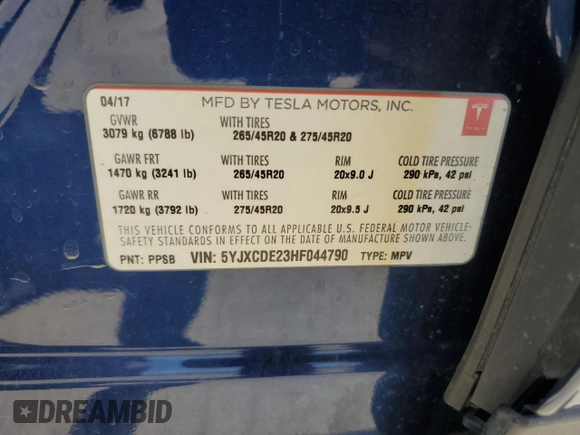 04/17 MFD BY TESLA MOTORS, INC.
TESLA
GVWR WITH TIRES
3079 kg (6788 lb) 265/45R20 & 275/45R20
GAWR FRT WITH TIRES RIM COLD TIRE PRESSURE
1470 kg (3241 lb) 265/45R20 20x9.0 J 290 kPa, 42 psi
GAWR RR WITH TIRES RIM COLD TIRE PRESSURE
1720 kg (3792 lb) 275/45R20 20x9.5 J 290 kPa, 42 psi
THIS VEHICLE CONFORMS TO ALL APPLICABLE U.S. FEDERAL MOTOR VEHICLE-
SAFETY STANDARDS IN EFFECT ON THE DATE OF MANUFACTURE SHOWN ABOVE.
PNT: PPSB VIN: 5YJXCDE23HF044790 TYPE: MPV
DREAMBID